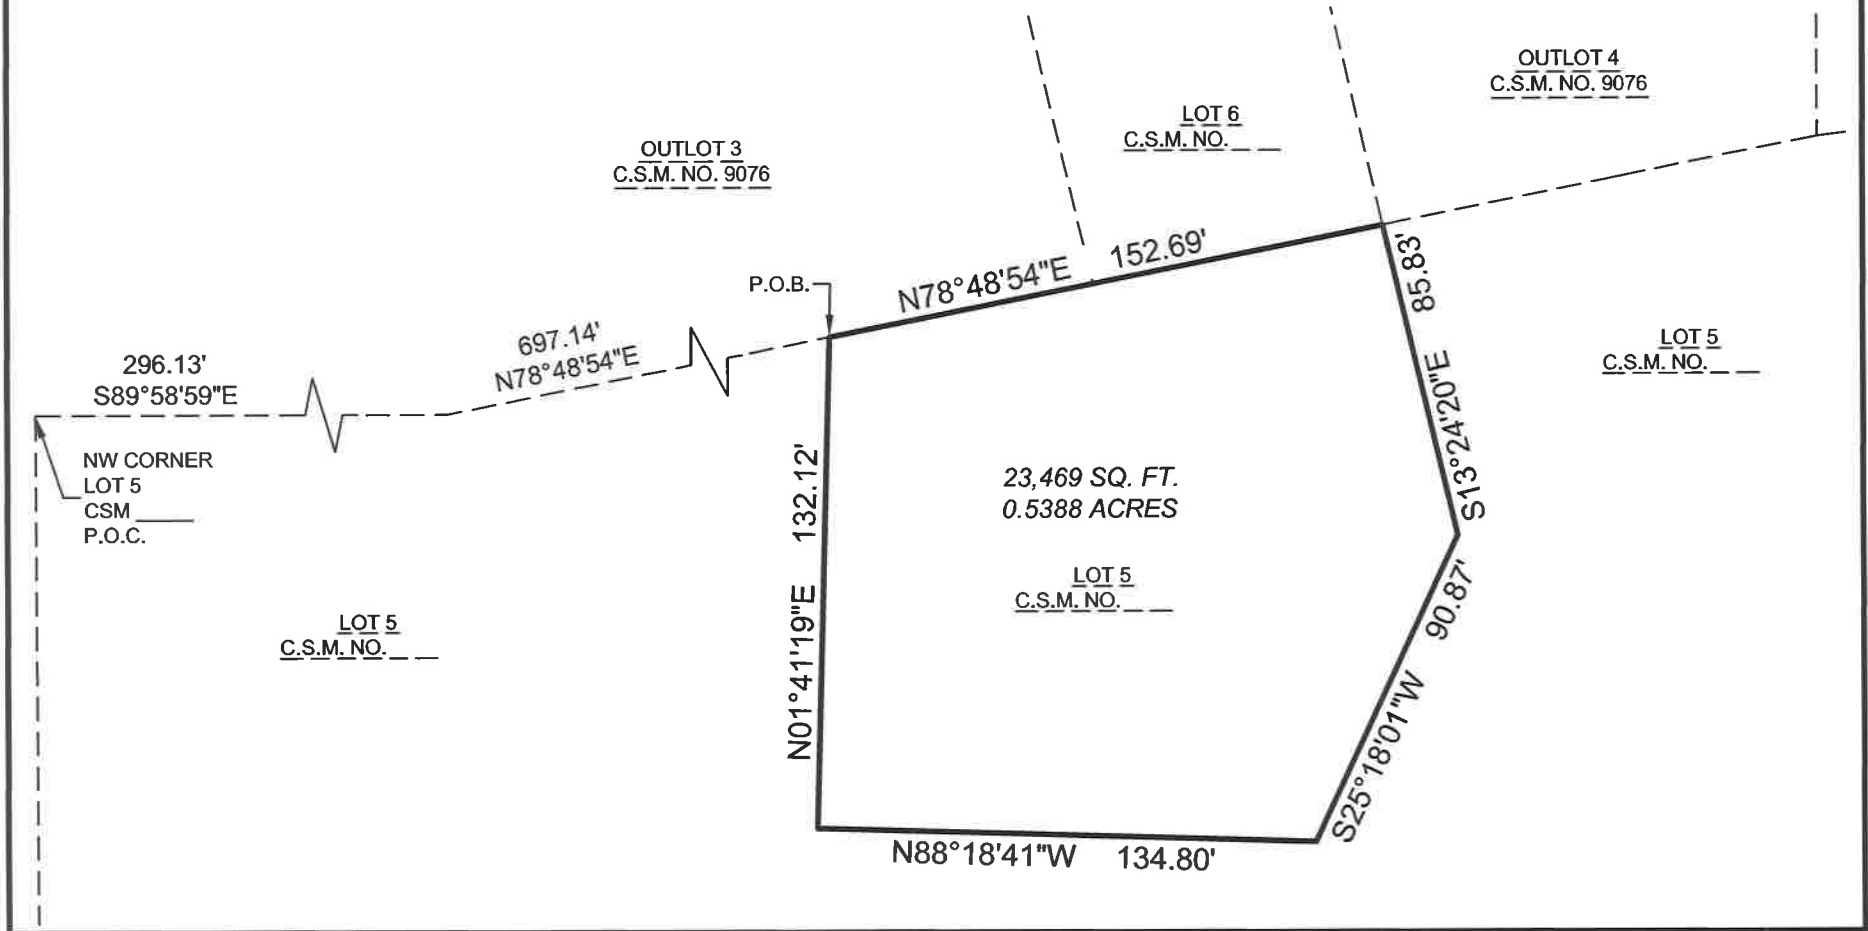 OUTLOT 4
C.S.M. NO. 9076
LOT 6
C.S.M. NO. _ _
OUTLOT 3
C.S.M. NO. 9076
152.69'
N78°48'54"E
P.O.B.
85.83'
S13°24'20"E
697.14'
N78°48'54"E
296.13'
S89°58'59"E
LOT 5
C.S.M. NO. _ _
NW CORNER
LOT 5
CSM _____
P.O.C.
132.12'
N01°41'19"E
23,469 SQ. FT.
0.5388 ACRES
LOT 5
C.S.M. NO. _ _
90.87'
S25°18'01"W
LOT 5
C.S.M. NO. _ _
N88°18'41"W 134.80'